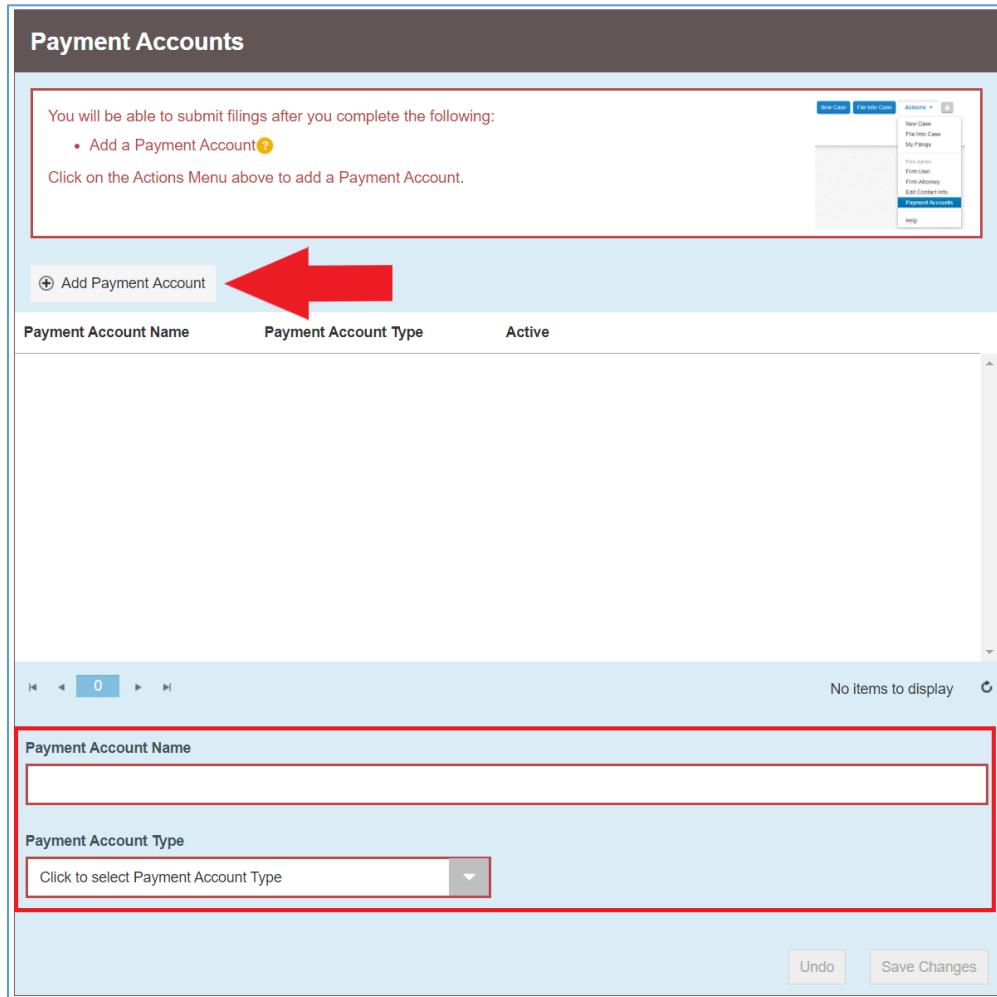 Payment Accounts
You will be able to submit filings after you complete the following:
• Add a Payment Account ?
Click on the Actions Menu above to add a Payment Account.
New Case File Into Case Actions
New Case
File Into Case
My Filings
Firm Admin
Firm User
Firm Attorney
Edit Contact Info
Payment Accounts
Help
Add Payment Account
Payment Account Name Payment Account Type Active
0 No items to display
Payment Account Name
Payment Account Type
Click to select Payment Account Type
Undo Save Changes